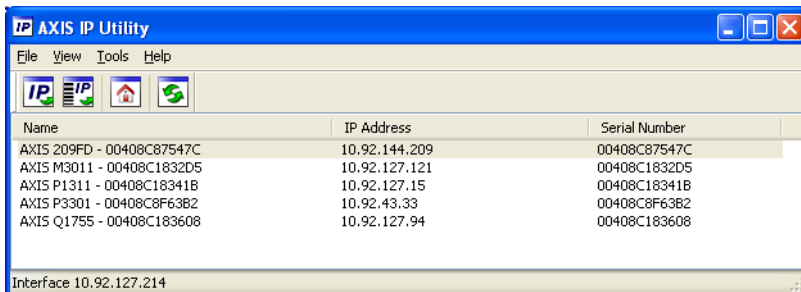 IP AXIS IP Utility
File View Tools Help
IP IP
Name IP Address Serial Number
AXIS 209FD - 00408C87547C 10.92.144.209 00408C87547C
AXIS M3011 - 00408C1832D5 10.92.127.121 00408C1832D5
AXIS P1311 - 00408C18341B 10.92.127.15 00408C18341B
AXIS P3301 - 00408C8F63B2 10.92.43.33 00408C8F63B2
AXIS Q1755 - 00408C183608 10.92.127.94 00408C183608
Interface 10.92.127.214